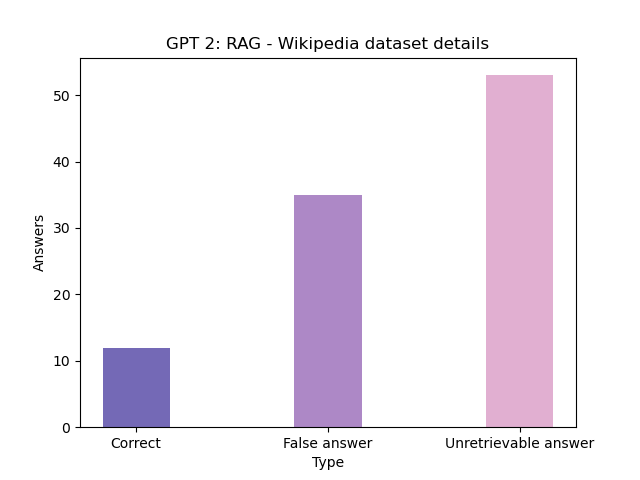 GPT 2: RAG - Wikipedia dataset details
50
40
30
20
10
0
Answers
Correct
False answer
Unretrievable answer
Type